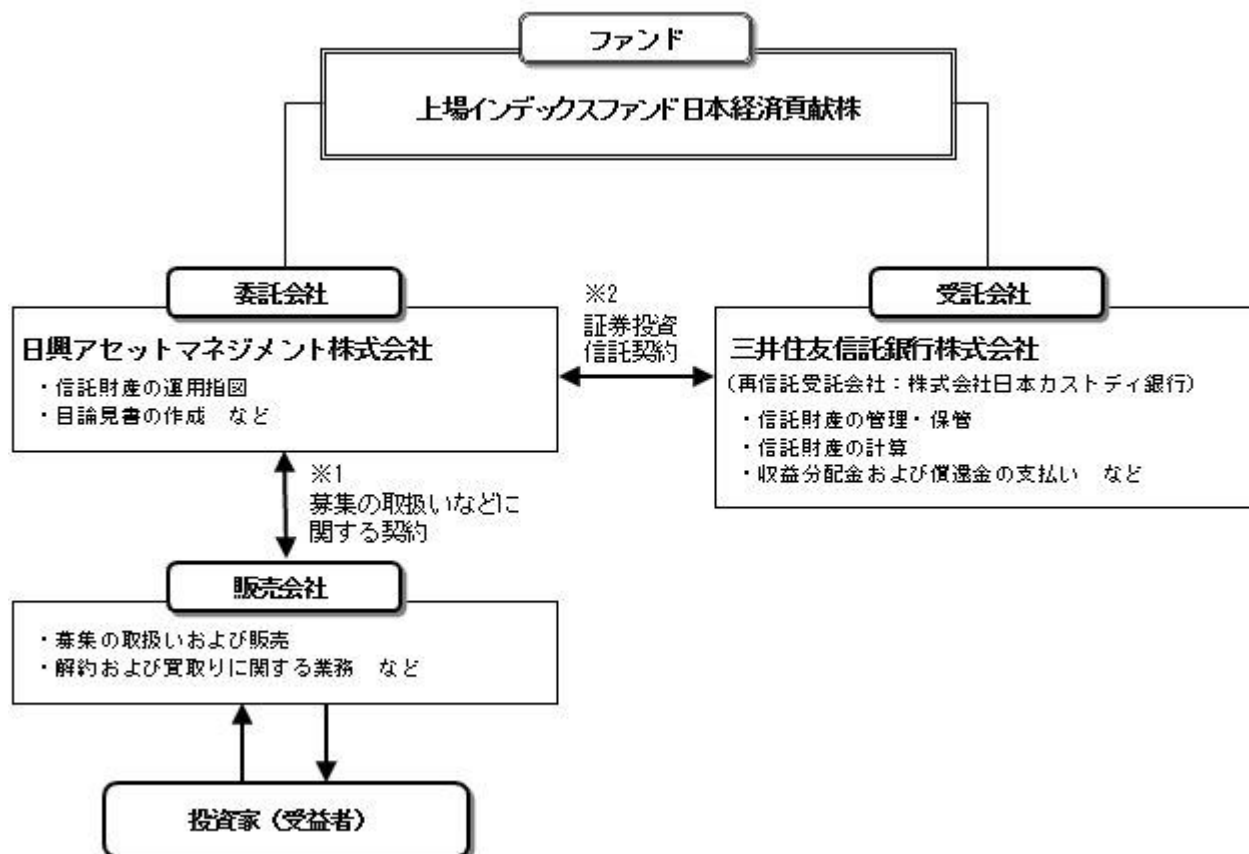 ファンド
上場インデックスファンド日本経済貢献株
委託会社
日興アセットマネジメント株式会社
・信託財産の運用指図
・目論見書の作成　など
※2
証券投資
信託契約
受託会社
三井住友信託銀行株式会社
(再信託受託会社：株式会社日本カストディ銀行)
・信託財産の管理・保管
・信託財産の計算
・収益分配金および償還金の支払い　など
※1
募集の取扱いなどに
関する契約
販売会社
・募集の取扱いおよび販売
・解約および買取りに関する業務　など
投資家（受益者）